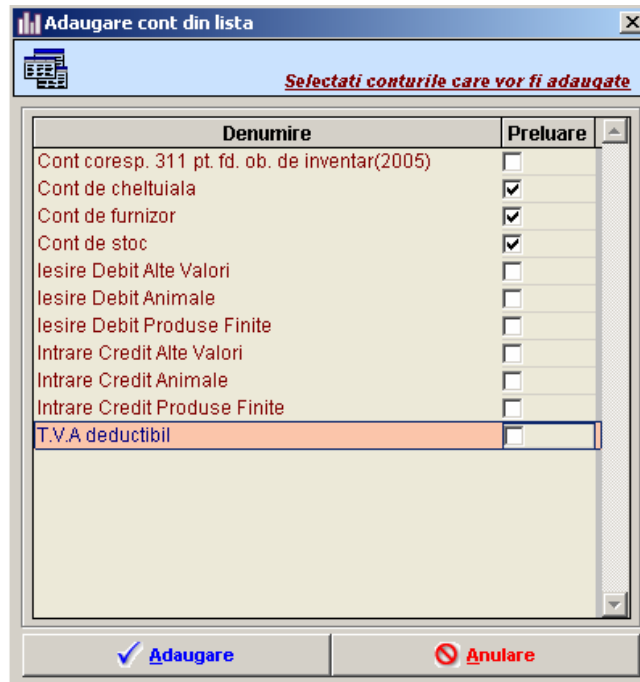 Adaugare cont din lista
Selectati conturile care vor fi adaugate
Denumire Preluare
Cont coresp. 311 pt. fd. ob. de inventar(2005)
Cont de cheltuiala
Cont de furnizor
Cont de stoc
Iesire Debit Alte Valori
Iesire Debit Animale
Iesire Debit Produse Finite
Intrare Credit Alte Valori
Intrare Credit Animale
Intrare Credit Produse Finite
T.V.A deductibil
Adaugare Anulare